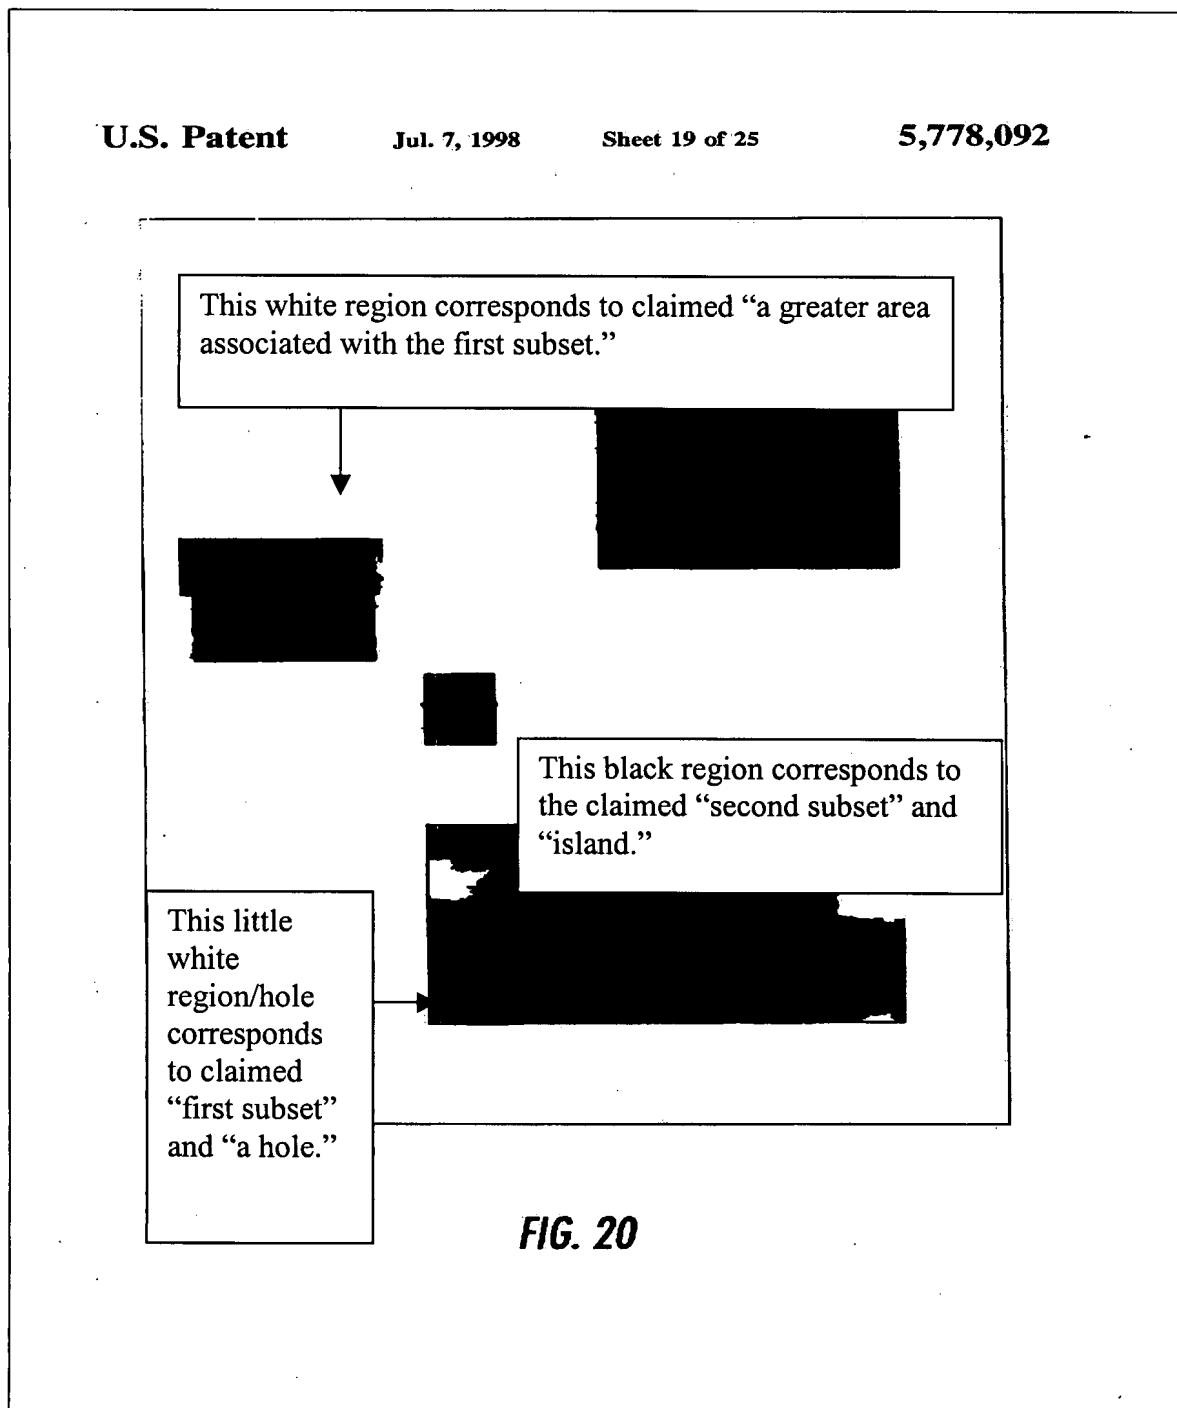 U.S. Patent Jul. 7, 1998 Sheet 19 of 25 5,778,092
This white region corresponds to claimed “a greater area
associated with the first subset.”
This black region corresponds to
the claimed “second subset” and
“island.”
This little
white
region/hole
corresponds
to claimed
“first subset”
and “a hole.”
FIG. 20